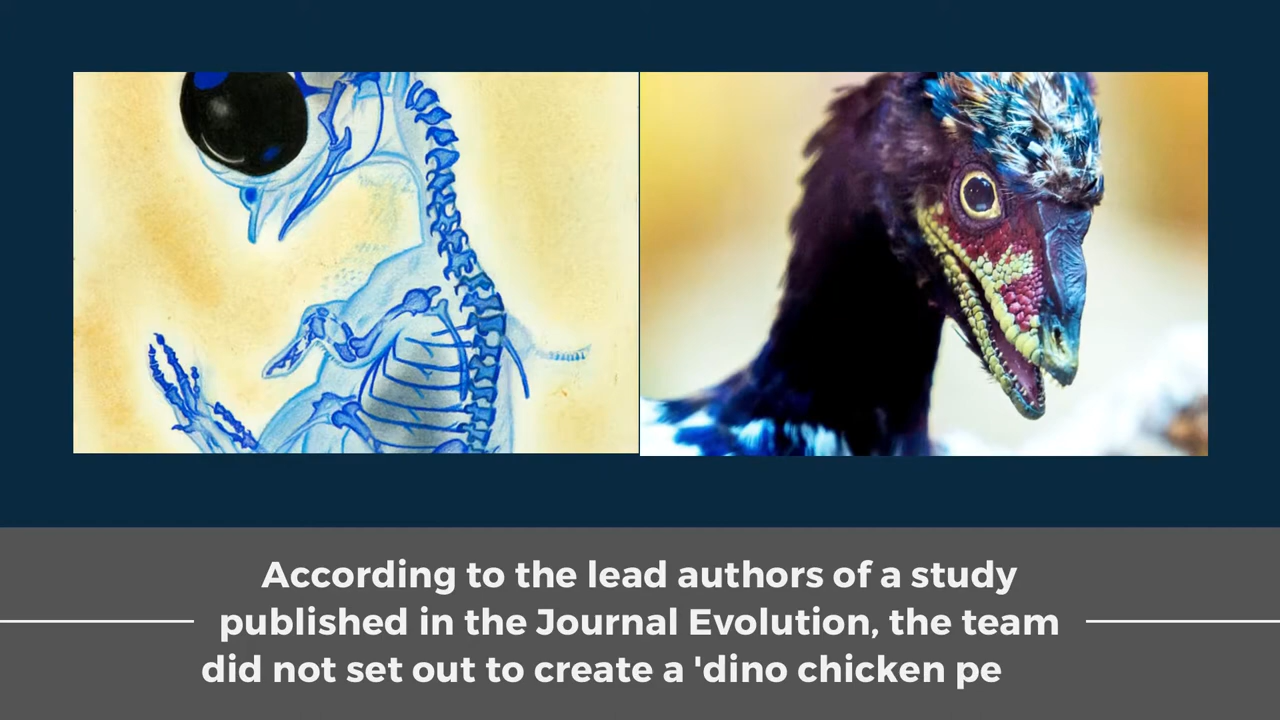 According to the lead authors of a study
published in the Journal Evolution, the team
did not set out to create a 'dino chicken pe